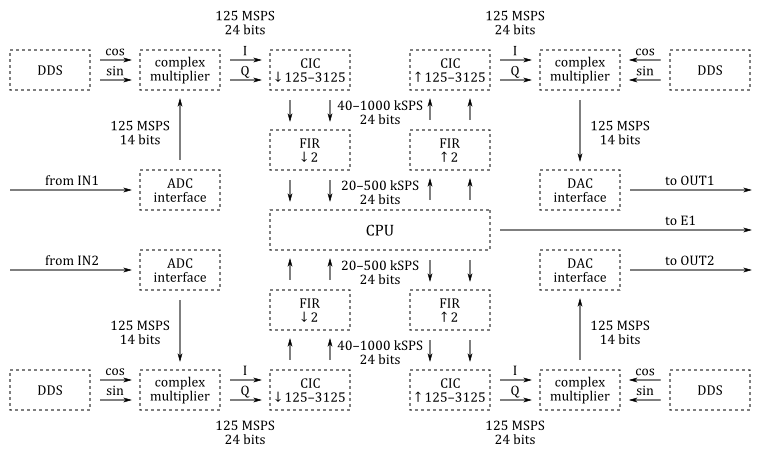 125 MSPS
24 bits
125 MSPS
24 bits
DDS
cos
sin
complex
multiplier
I
Q
CIC
↓125–3125
CIC
↑125–3125
I
Q
complex
multiplier
cos
sin
DDS
40–1000 kSPS
24 bits
125 MSPS
14 bits
FIR
↓2
FIR
↑2
125 MSPS
14 bits
from IN1
ADC
interface
20–500 kSPS
24 bits
DAC
interface
to OUT1
CPU
to E1
from IN2
ADC
interface
20–500 kSPS
24 bits
DAC
interface
to OUT2
125 MSPS
14 bits
FIR
↓2
FIR
↑2
125 MSPS
14 bits
40–1000 kSPS
24 bits
DDS
cos
sin
complex
multiplier
I
Q
CIC
↓125–3125
CIC
↑125–3125
I
Q
complex
multiplier
cos
sin
DDS
125 MSPS
24 bits
125 MSPS
24 bits